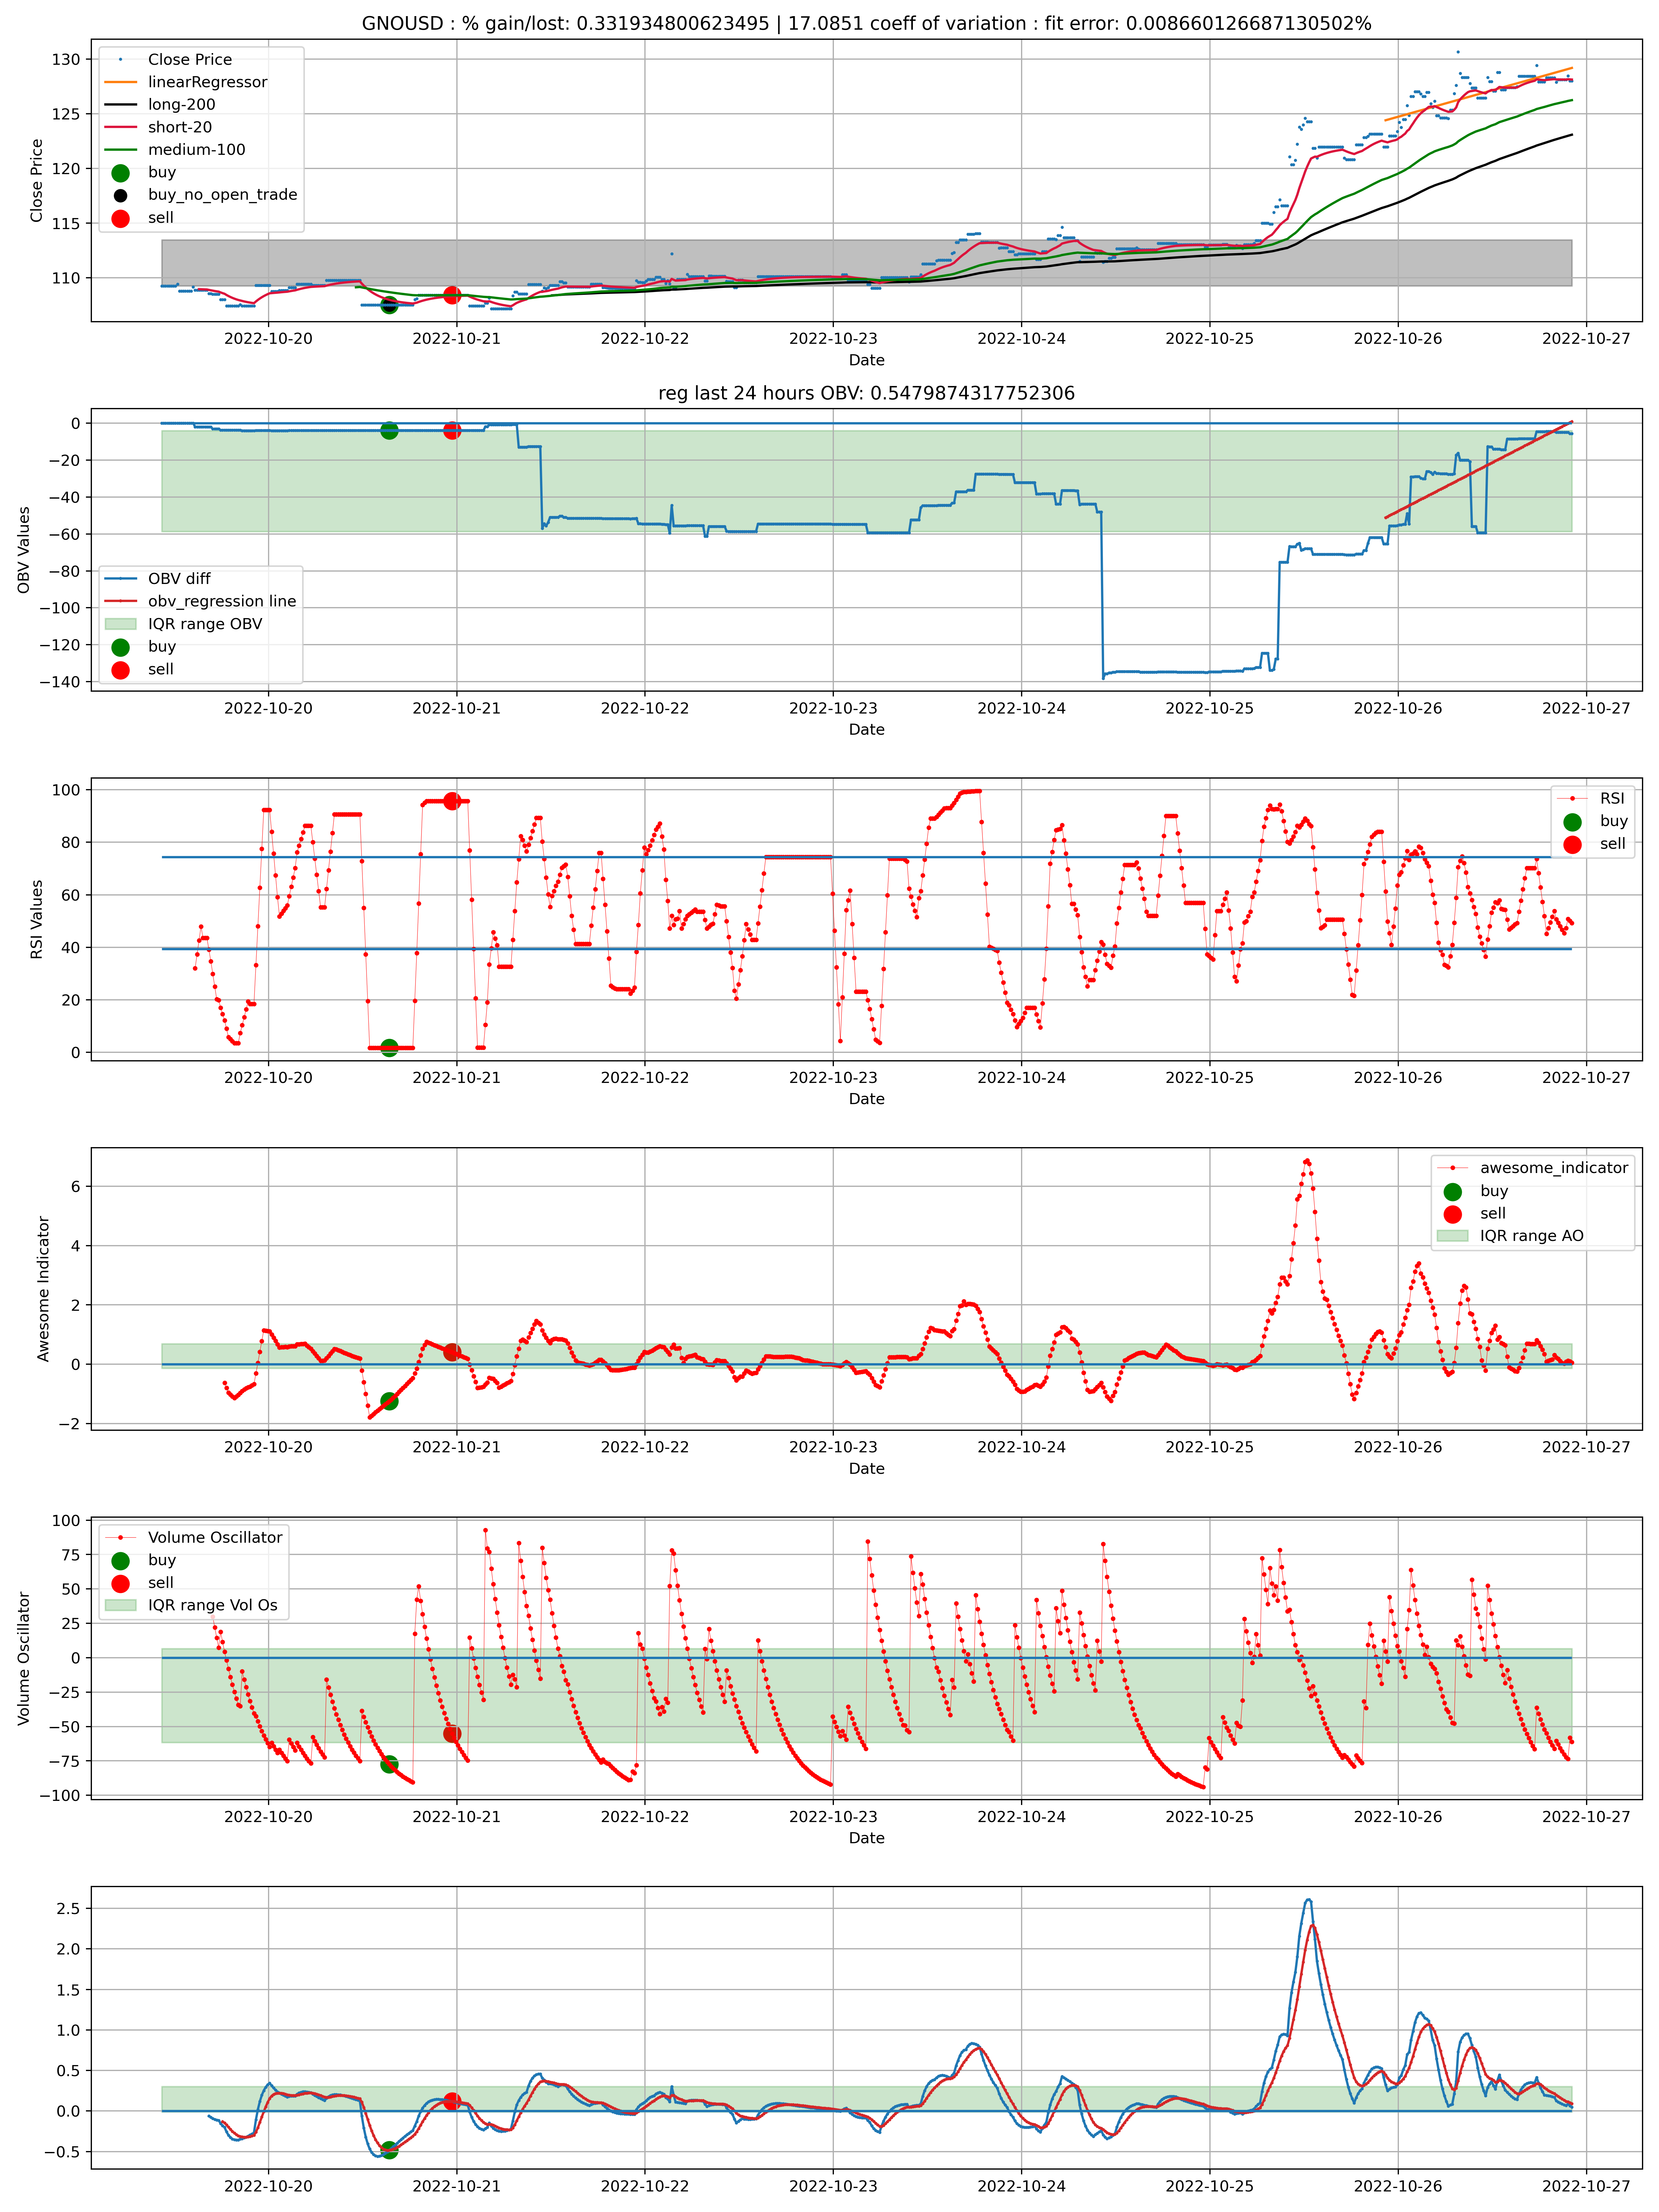 GNOUSD : % gain/lost: 0.331934800623495 | 17.0851 coeff of variation : fit error: 0.008660126687130502%
Close Price
130
125
120
115
110
Close Price
linearRegressor
long-200
short-20
medium-100
buy
buy_no_open_trade
sell
2022-10-20 2022-10-21 2022-10-22 2022-10-23 2022-10-24 2022-10-25 2022-10-26 2022-10-27
Date
reg last 24 hours OBV: 0.5479874317752306
OBV Values
0
−20
−40
−60
−80
−100
−120
−140
OBV diff
obv_regression line
IQR range OBV
buy
sell
2022-10-20 2022-10-21 2022-10-22 2022-10-23 2022-10-24 2022-10-25 2022-10-26 2022-10-27
Date
RSI Values
100
80
60
40
20
0
RSI
buy
sell
2022-10-20 2022-10-21 2022-10-22 2022-10-23 2022-10-24 2022-10-25 2022-10-26 2022-10-27
Date
Awesome Indicator
6
4
2
0
−2
awesome_indicator
buy
sell
IQR range AO
2022-10-20 2022-10-21 2022-10-22 2022-10-23 2022-10-24 2022-10-25 2022-10-26 2022-10-27
Date
Volume Oscillator
100
75
50
25
0
−25
−50
−75
−100
Volume Oscillator
buy
sell
IQR range Vol Os
2022-10-20 2022-10-21 2022-10-22 2022-10-23 2022-10-24 2022-10-25 2022-10-26 2022-10-27
Date
2.5
2.0
1.5
1.0
0.5
0.0
−0.5
2022-10-20 2022-10-21 2022-10-22 2022-10-23 2022-10-24 2022-10-25 2022-10-26 2022-10-27